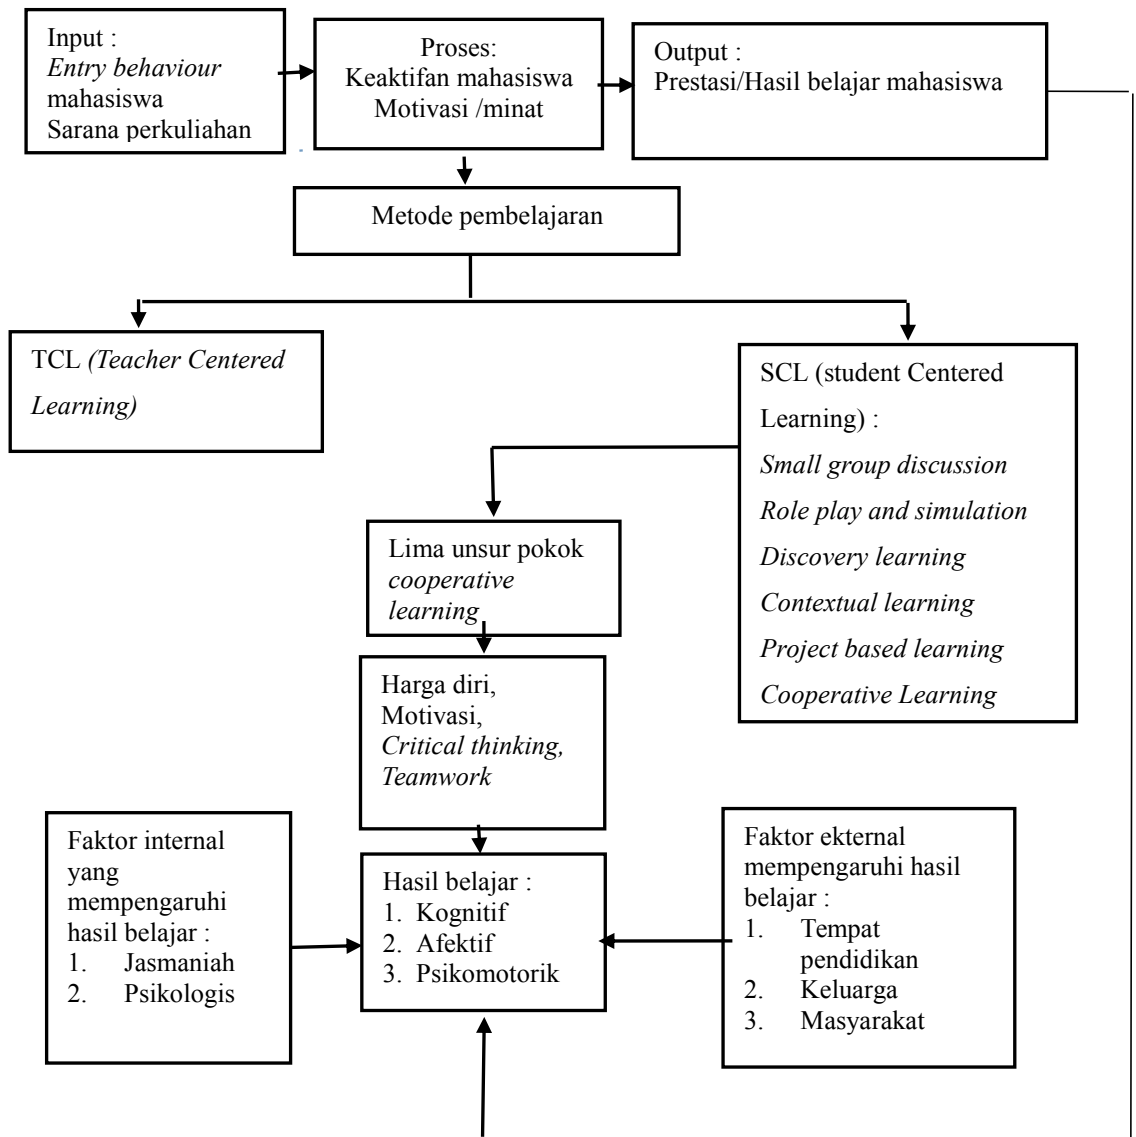 Input :
Entry behaviour
mahasiswa
Sarana perkuliahan
Proses:
Keaktifan mahasiswa
Motivasi /minat
Output :
Prestasi/Hasil belajar mahasiswa
Metode pembelajaran
TCL (Teacher Centered
Learning)
SCL (student Centered
Learning) :
Small group discussion
Role play and simulation
Discovery learning
Contextual learning
Project based learning
Cooperative Learning
Lima unsur pokok
cooperative
learning
Harga diri,
Motivasi,
Critical thinking,
Teamwork
Faktor internal
yang
mempengaruhi
hasil belajar :
1. Jasmaniah
2. Psikologis
Hasil belajar :
1. Kognitif
2. Afektif
3. Psikomotorik
Faktor ekternal
mempengaruhi hasil
belajar :
1. Tempat
pendidikan
2. Keluarga
3. Masyarakat